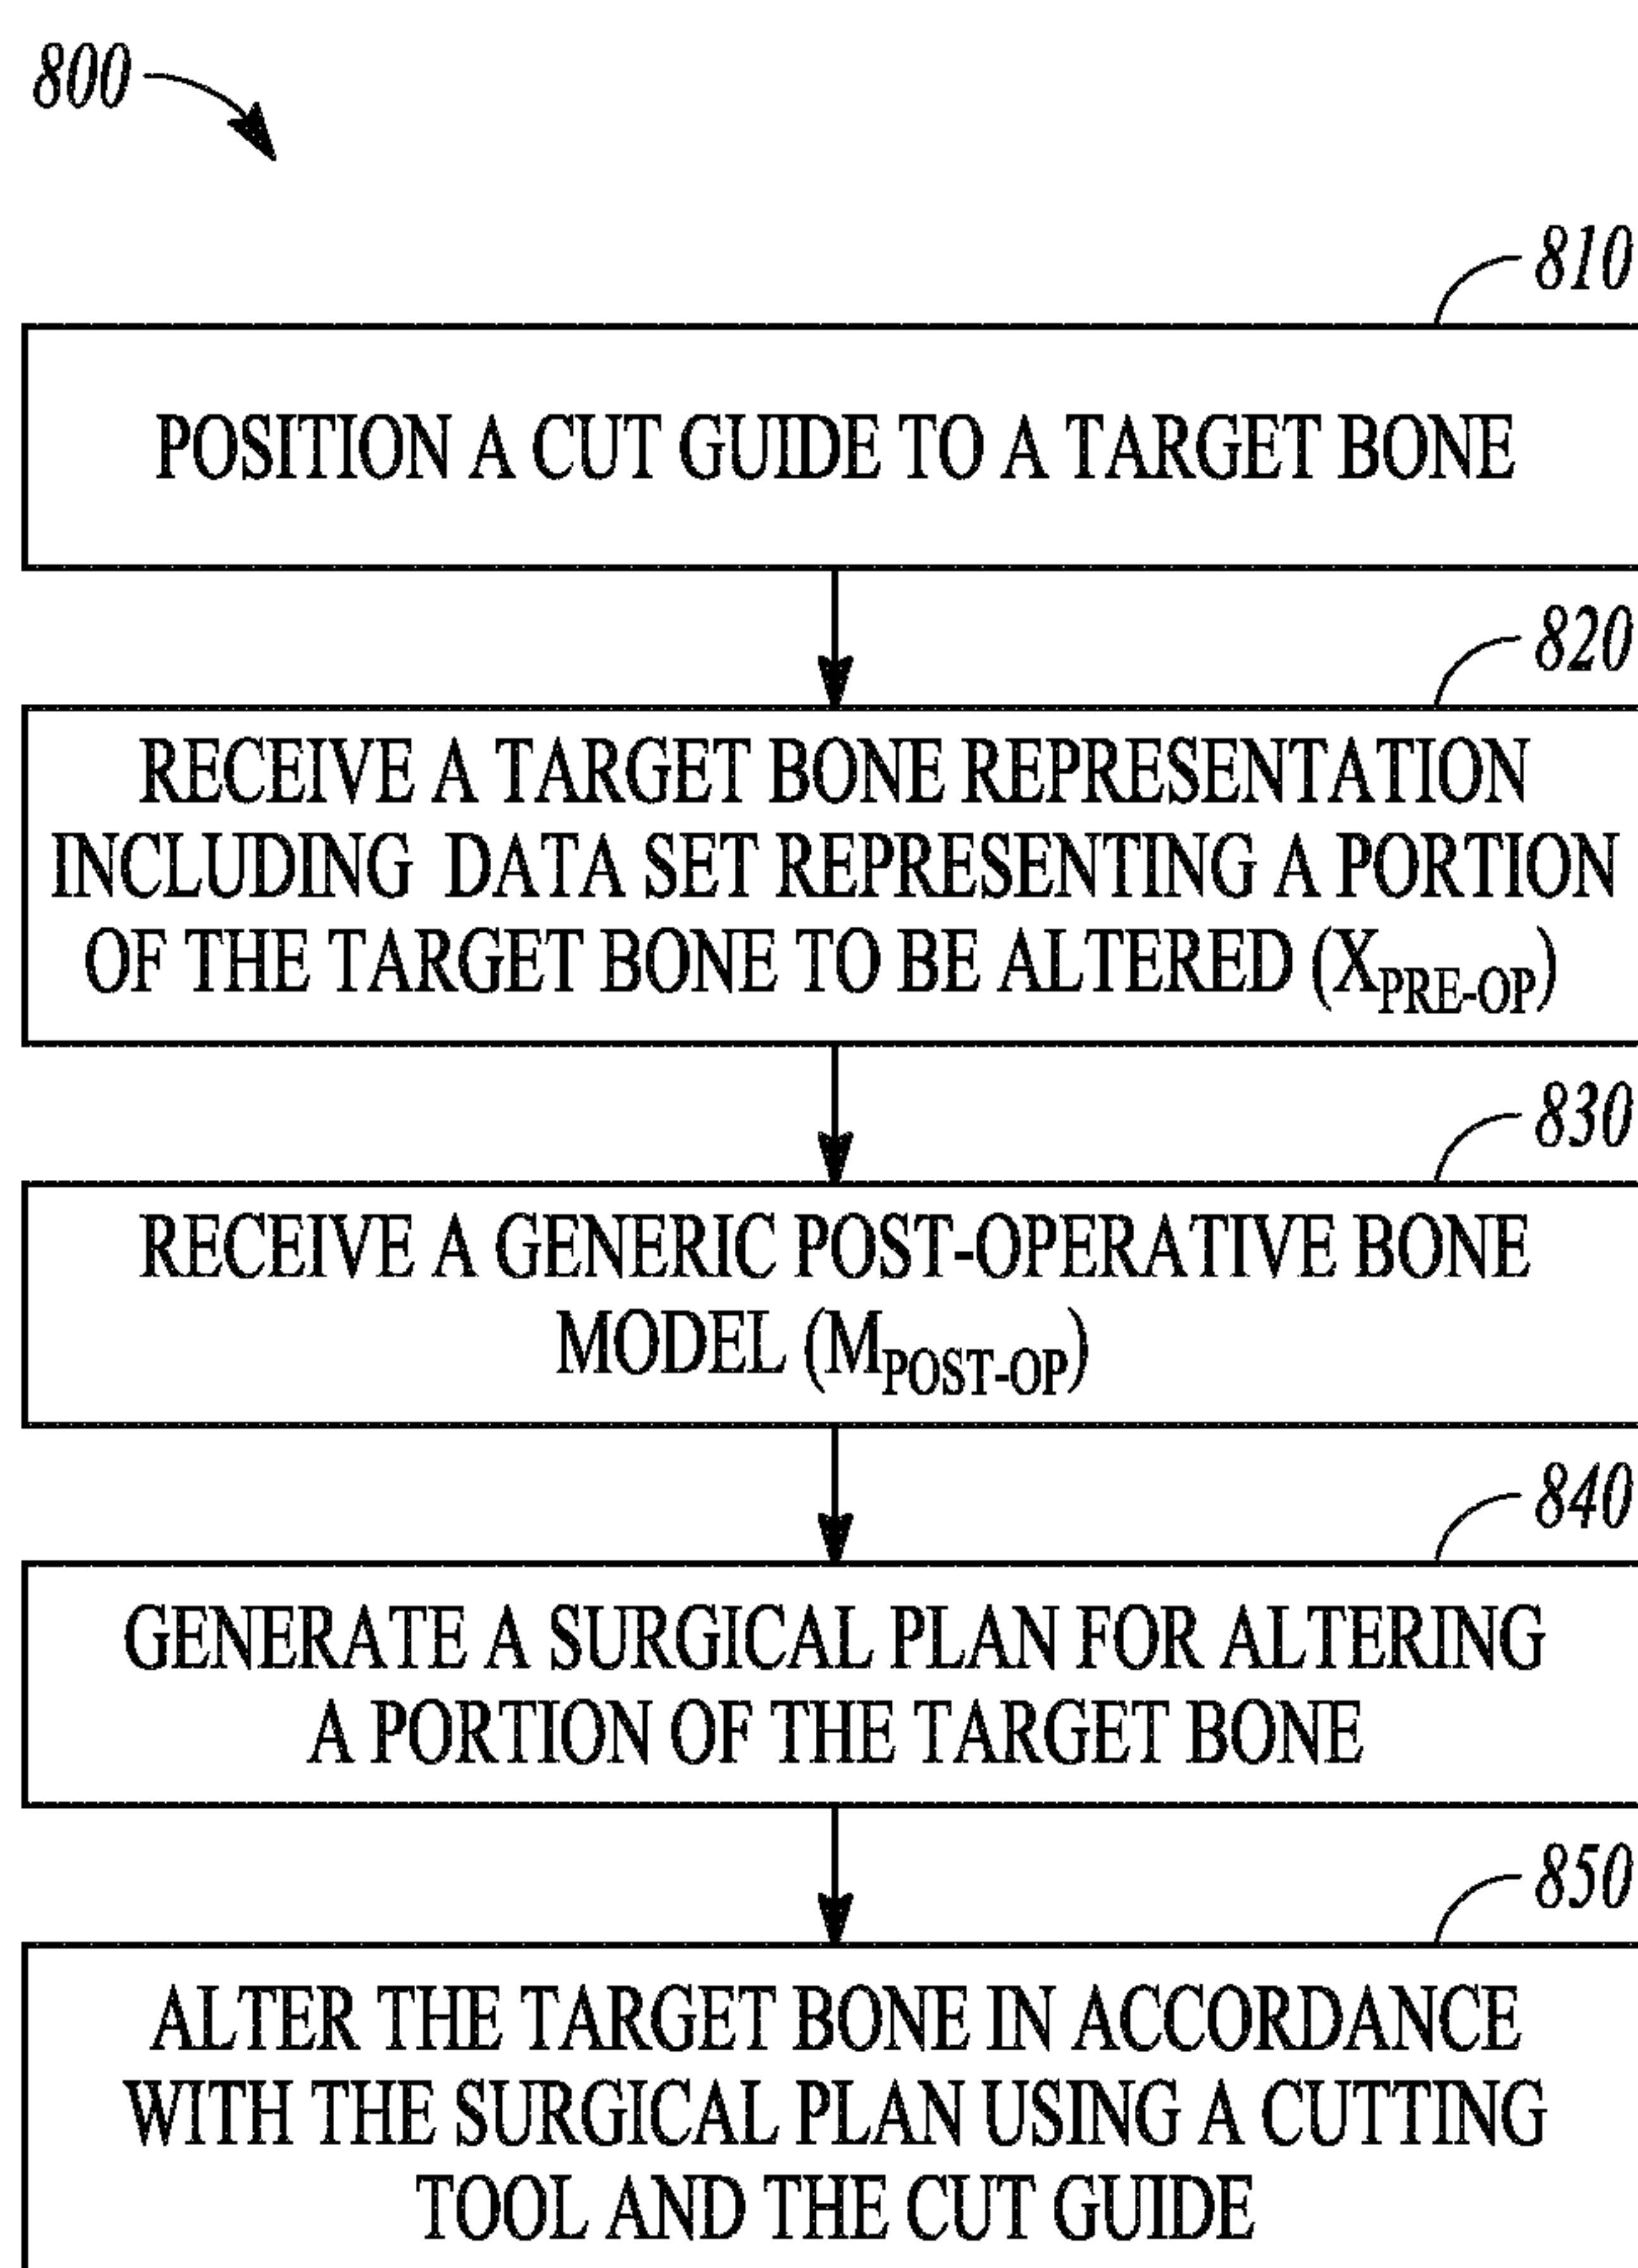 800
810
POSITION A CUT GUIDE TO A TARGET BONE
820
RECEIVE A TARGET BONE REPRESENTATION
INCLUDING DATA SET REPRESENTING A PORTION
OF THE TARGET BONE TO BE ALTERED (XPRE-OP)
830
RECEIVE A GENERIC POST-OPERATIVE BONE
MODEL (MPOST-OP)
840
GENERATE A SURGICAL PLAN FOR ALTERING
A PORTION OF THE TARGET BONE
850
ALTER THE TARGET BONE IN ACCORDANCE
WITH THE SURGICAL PLAN USING A CUTTING
TOOL AND THE CUT GUIDE